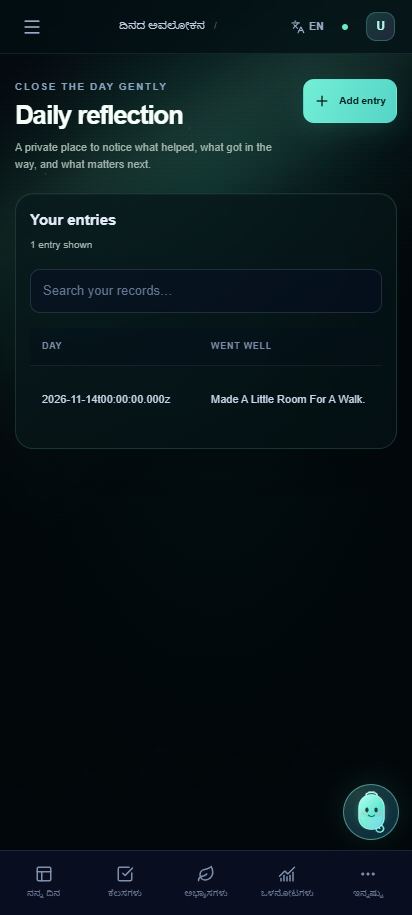 ದಿನದ ಅವಲೋಕನ /
EN
U
CLOSE THE DAY GENTLY
Daily reflection
Add entry
A private place to notice what helped, what got in the
way, and what matters next.
Your entries
1 entry shown
Search your records...
DAY WENT WELL
2026-11-14t00:00:00.000z Made A Little Room For A Walk.
ನನ್ನ ದಿನ ಕೆಲಸಗಳು ಅಭ್ಯಾಸಗಳು ಒಳನೋಟಗಳು ಇನ್ನಷ್ಟು